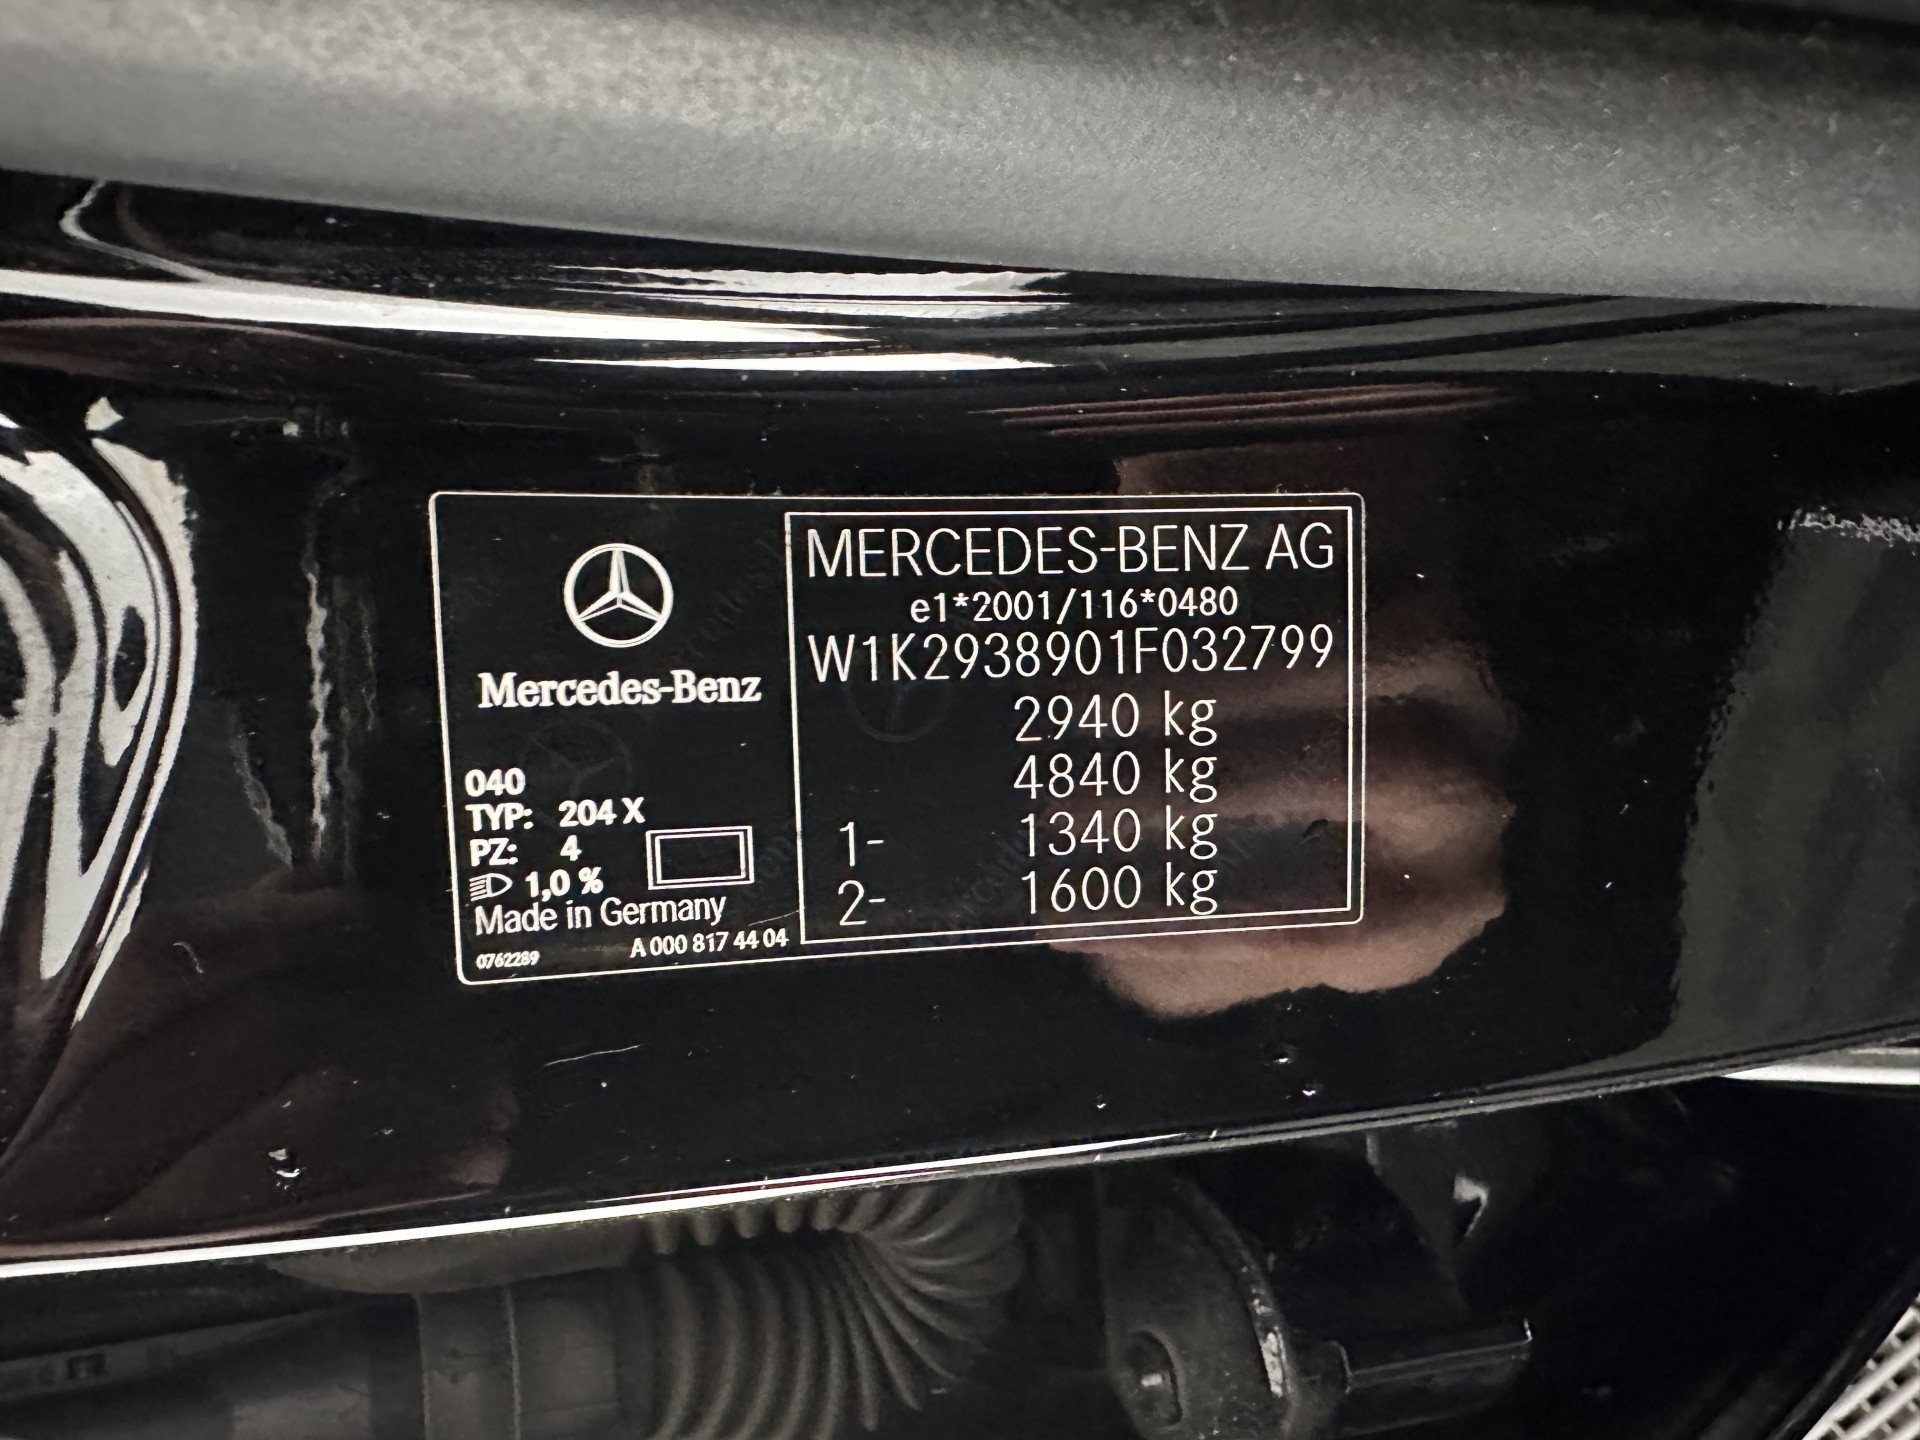 Mercedes-Benz
040
TYP: 204 X
PZ: 4
1,0 %
Made in Germany
0762289 A 000 817 44 04
MERCEDES-BENZ AG
e1*2001/116*0480
W1K2938901F032799
2940 kg
4840 kg
1- 1340 kg
2- 1600 kg